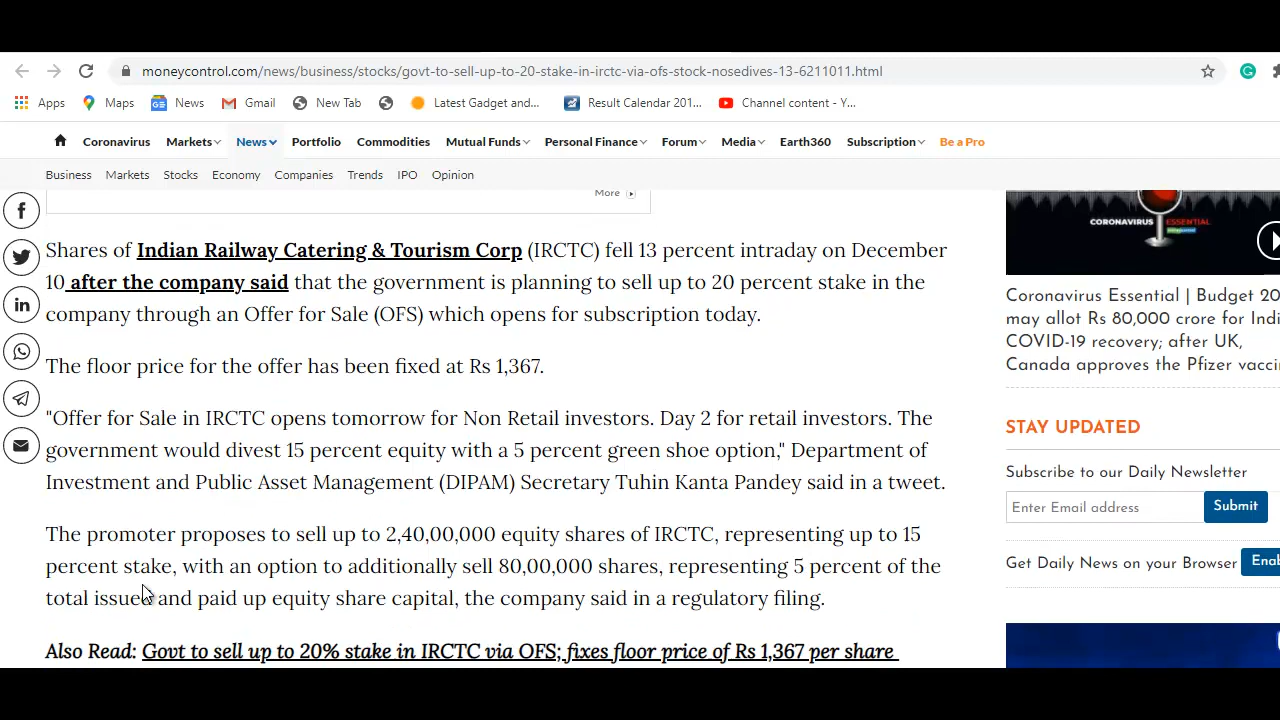 moneycontrol.com/news/business/stocks/govt-to-sell-up-to-20-stake-in-irctc-via-ofs-stock-nosedives-13-6211011.html
Apps Maps News Gmail New Tab Latest Gadget and... Result Calendar 201... Channel content - Y...
Coronavirus Markets News Portfolio Commodities Mutual Funds Personal Finance Forum Media Earth360 Subscription Be a Pro
Business Markets Stocks Economy Companies Trends IPO Opinion
More
Shares of Indian Railway Catering & Tourism Corp (IRCTC) fell 13 percent intraday on December
10 after the company said that the government is planning to sell up to 20 percent stake in the
company through an Offer for Sale (OFS) which opens for subscription today.
The floor price for the offer has been fixed at Rs 1,367.
"Offer for Sale in IRCTC opens tomorrow for Non Retail investors. Day 2 for retail investors. The
government would divest 15 percent equity with a 5 percent green shoe option," Department of
Investment and Public Asset Management (DIPAM) Secretary Tuhin Kanta Pandey said in a tweet.
The promoter proposes to sell up to 2,40,00,000 equity shares of IRCTC, representing up to 15
percent stake, with an option to additionally sell 80,00,000 shares, representing 5 percent of the
total issued and paid up equity share capital, the company said in a regulatory filing.
Also Read: Govt to sell up to 20% stake in IRCTC via OFS; fixes floor price of Rs 1,367 per share
CORONAVIRUS ESSENTIAL
Coronavirus Essential | Budget 20
may allot Rs 80,000 crore for Indi
COVID-19 recovery; after UK,
Canada approves the Pfizer vacci
STAY UPDATED
Subscribe to our Daily Newsletter
Enter Email address Submit
Get Daily News on your Browser Enab